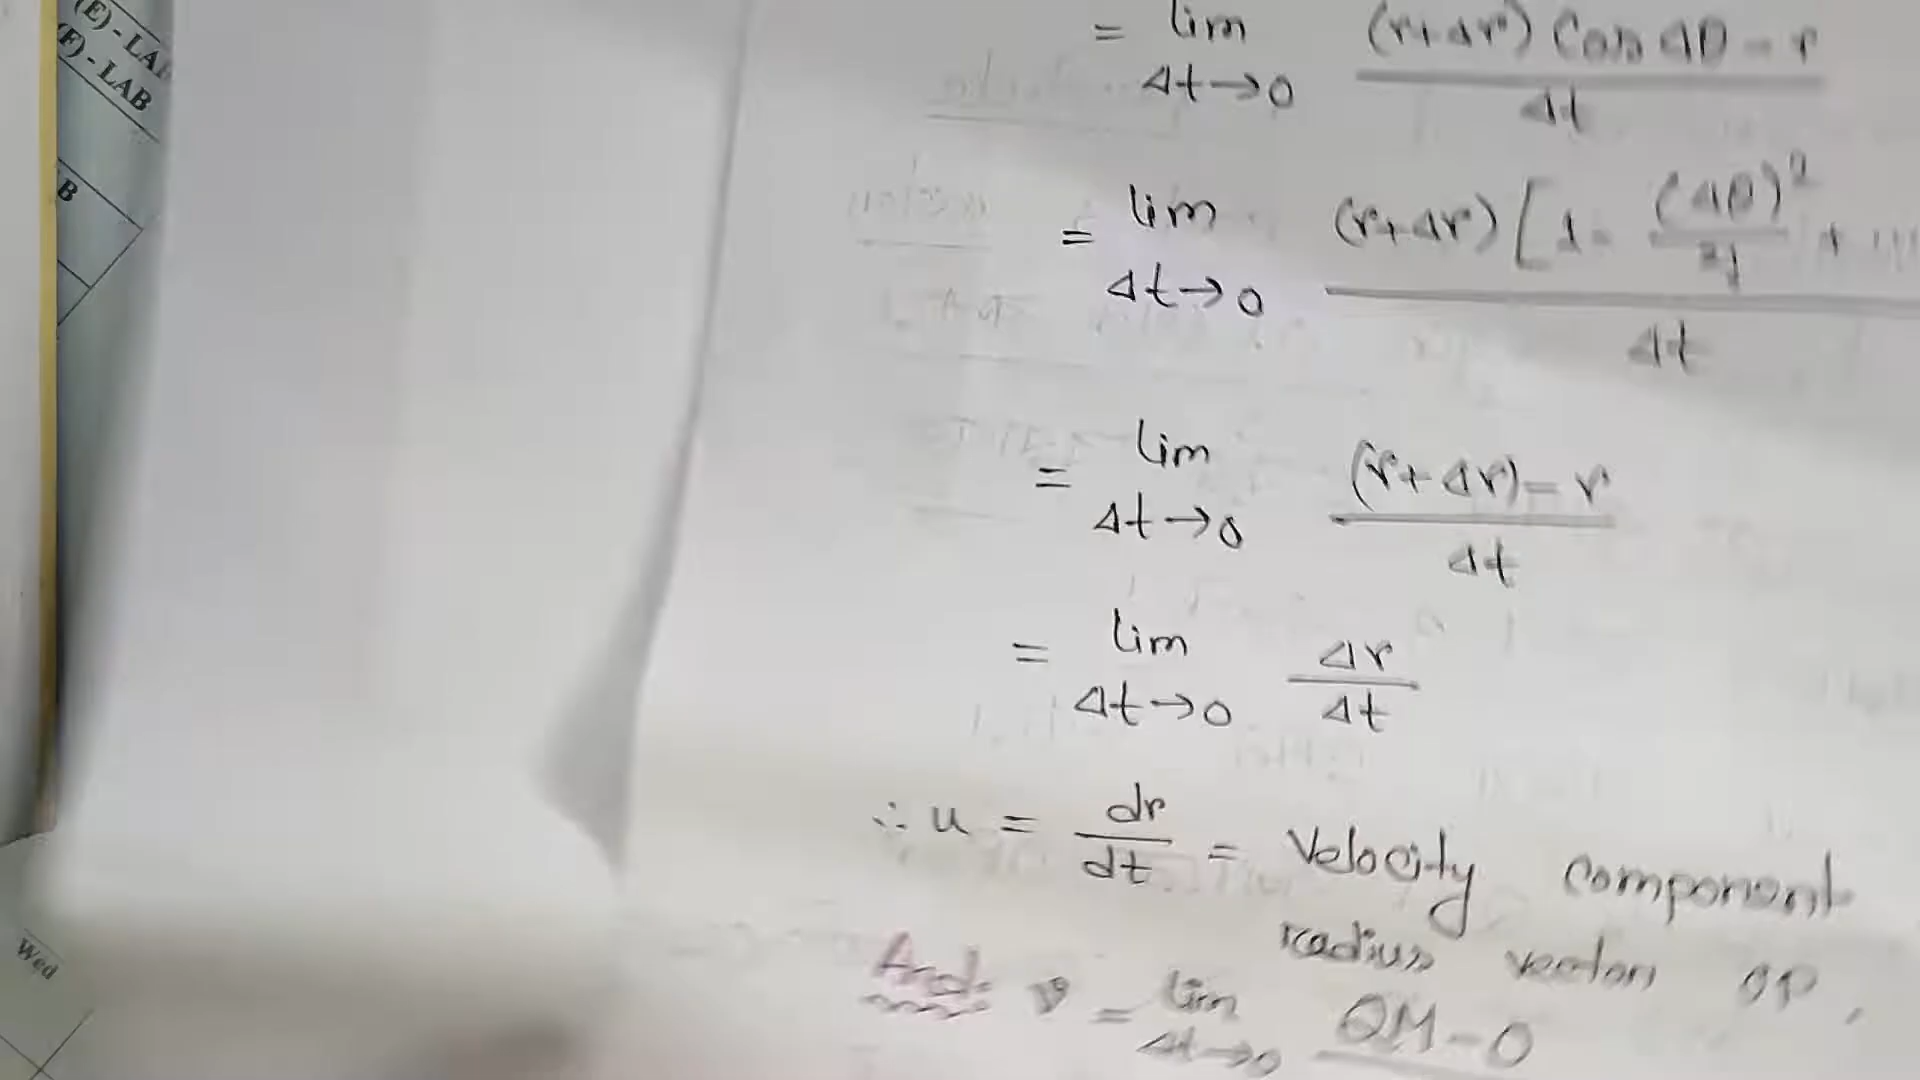 (E) - LAB
(F) - LAB
B
Wed
= lim Δt→0 (r+Δr) Cos Δθ - r / Δt
= lim Δt→0 (r+Δr) [1 - (Δθ)² / 2! + ... / Δt
= lim Δt→0 (r+Δr) - r / Δt
= lim Δt→0 Δr / Δt
∴ u = dr / dt = Velocity component
radius vector OP,
And v = lim Δt→0 QM - 0